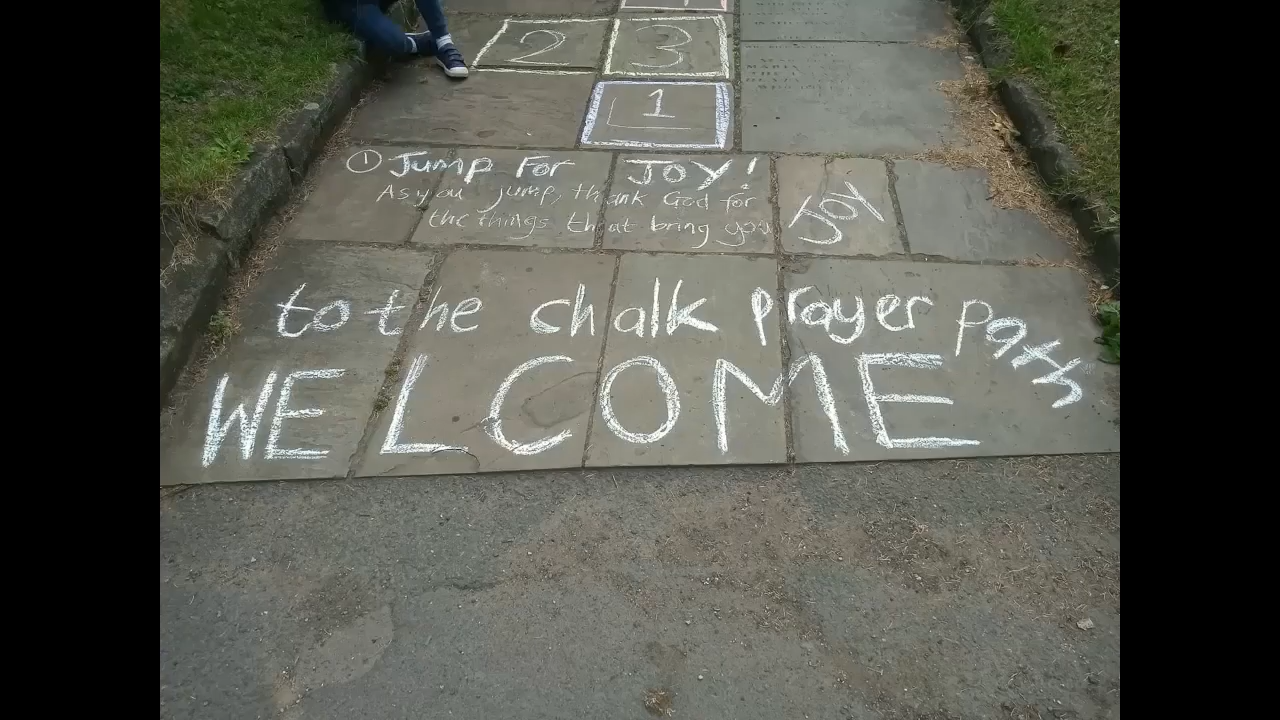 2 3
1
① Jump For JOY!
As you jump, thank God for
the things that bring you JOY
to the chalk prayer path
WELCOME